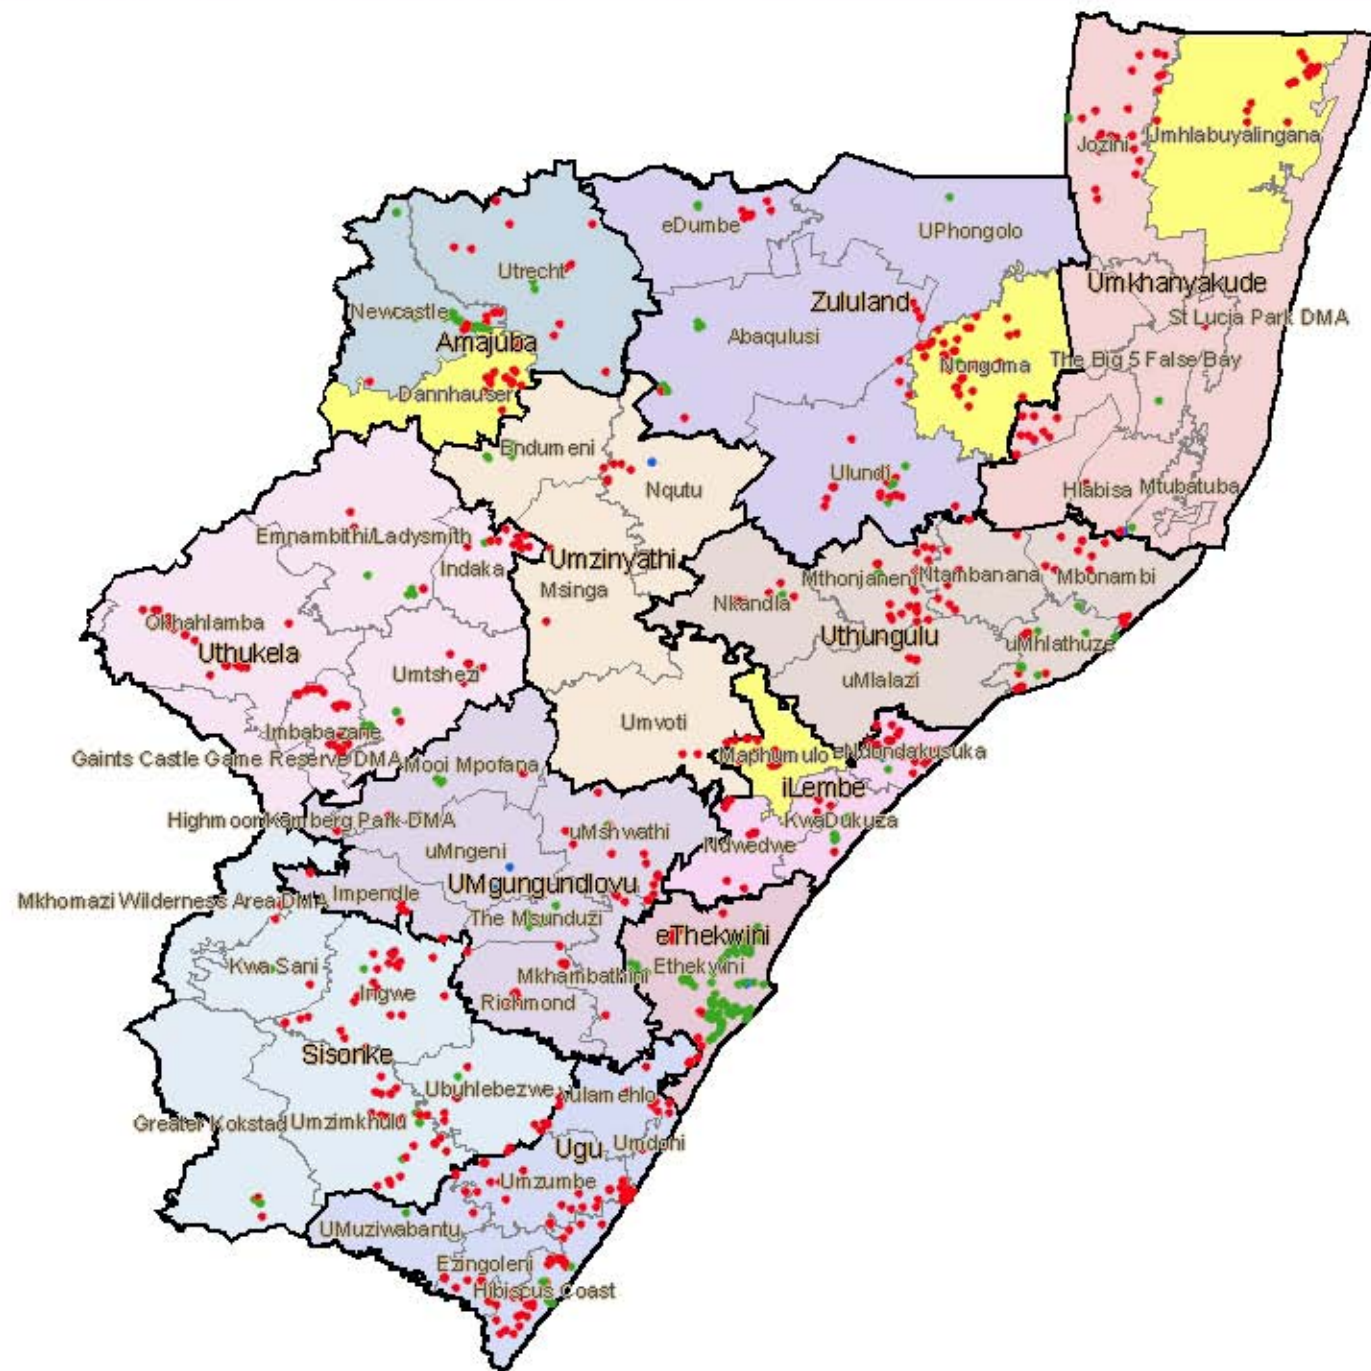 Jozini
Umhlabuyalingana
eDumbe
UPhongolo
Utrecht
Umkhanyakude
Zululand
St Lucia Park DMA
Newcastle
Amajuba
Abaqulusi
The Big 5 False Bay
Nongoma
Dannhauser
Endumeni
Nqutu
Ulundi
Hlabisa
Mtubatuba
Emnambithi/Ladysmith
Indaka
Umzinyathi
Msinga
Mthonjaneni
Ntambanana
Mbonambi
Nkandla
Okhahlamba
Uthukela
Uthungulu
uMhlathuze
Umtshezi
uMlalazi
Umvoti
Imbabazane
Gaints Castle Game Reserve DMA
Mooi Mpofana
Maphumulo
eNdondakusuka
iLembe
Highmoor/Kamberg Park DMA
uMshwathi
KwaDukuza
uMngeni
Ndwedwe
UMgungundlovu
Mkhomazi Wilderness Area DMA
Impendle
The Msunduzi
eThekwini
Ethekwini
Kwa Sani
Ingwe
Mkhambathini
Richmond
Sisonke
Ubuhlebezwe
Vulamehlo
Greater Kokstad
Umzimkhulu
Ugu
Umdoni
Umzumbe
UMuziwabantu
Ezingoleni
Hibiscus Coast